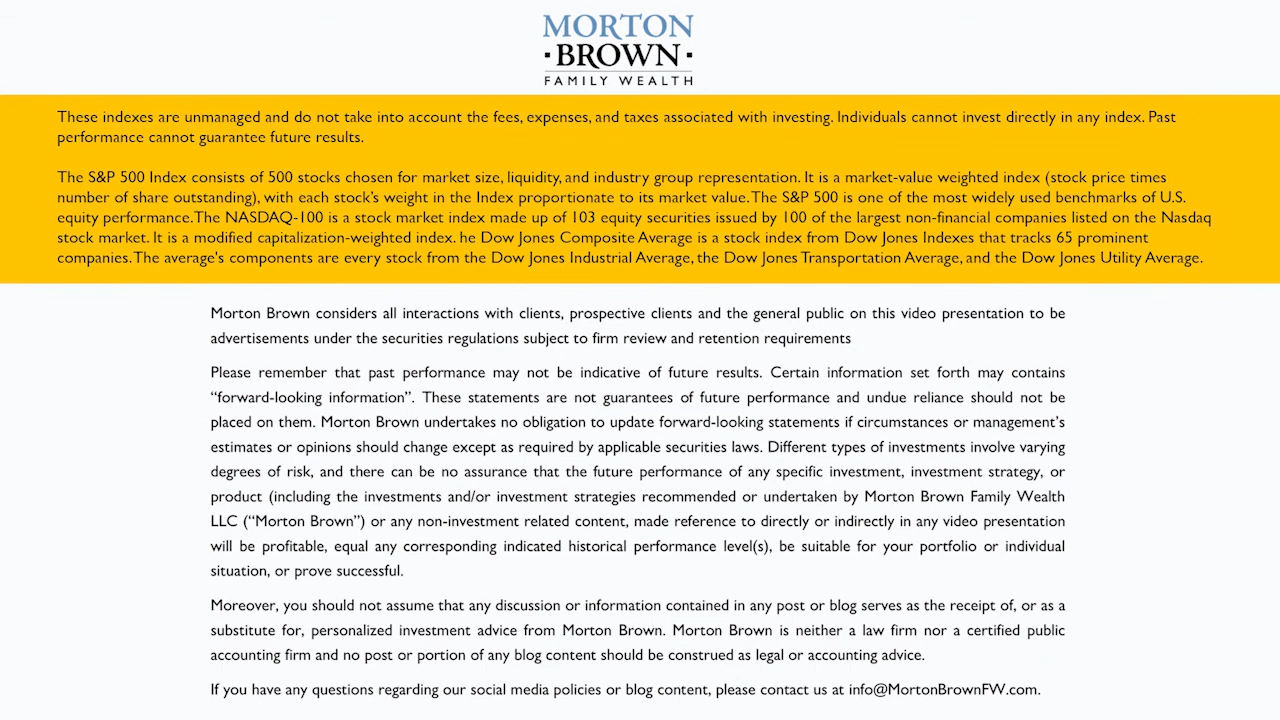 MORTON
·BROWN·
FAMILY WEALTH
These indexes are unmanaged and do not take into account the fees, expenses, and taxes associated with investing. Individuals cannot invest directly in any index. Past
performance cannot guarantee future results.
The S&P 500 Index consists of 500 stocks chosen for market size, liquidity, and industry group representation. It is a market-value weighted index (stock price times
number of share outstanding), with each stock's weight in the Index proportionate to its market value. The S&P 500 is one of the most widely used benchmarks of U.S.
equity performance. The NASDAQ-100 is a stock market index made up of 103 equity securities issued by 100 of the largest non-financial companies listed on the Nasdaq
stock market. It is a modified capitalization-weighted index. he Dow Jones Composite Average is a stock index from Dow Jones Indexes that tracks 65 prominent
companies. The average's components are every stock from the Dow Jones Industrial Average, the Dow Jones Transportation Average, and the Dow Jones Utility Average.
Morton Brown considers all interactions with clients, prospective clients and the general public on this video presentation to be
advertisements under the securities regulations subject to firm review and retention requirements
Please remember that past performance may not be indicative of future results. Certain information set forth may contains
“forward-looking information”. These statements are not guarantees of future performance and undue reliance should not be
placed on them. Morton Brown undertakes no obligation to update forward-looking statements if circumstances or management’s
estimates or opinions should change except as required by applicable securities laws. Different types of investments involve varying
degrees of risk, and there can be no assurance that the future performance of any specific investment, investment strategy, or
product (including the investments and/or investment strategies recommended or undertaken by Morton Brown Family Wealth
LLC (“Morton Brown”) or any non-investment related content, made reference to directly or indirectly in any video presentation
will be profitable, equal any corresponding indicated historical performance level(s), be suitable for your portfolio or individual
situation, or prove successful.
Moreover, you should not assume that any discussion or information contained in any post or blog serves as the receipt of, or as a
substitute for, personalized investment advice from Morton Brown. Morton Brown is neither a law firm nor a certified public
accounting firm and no post or portion of any blog content should be construed as legal or accounting advice.
If you have any questions regarding our social media policies or blog content, please contact us at info@MortonBrownFW.com.